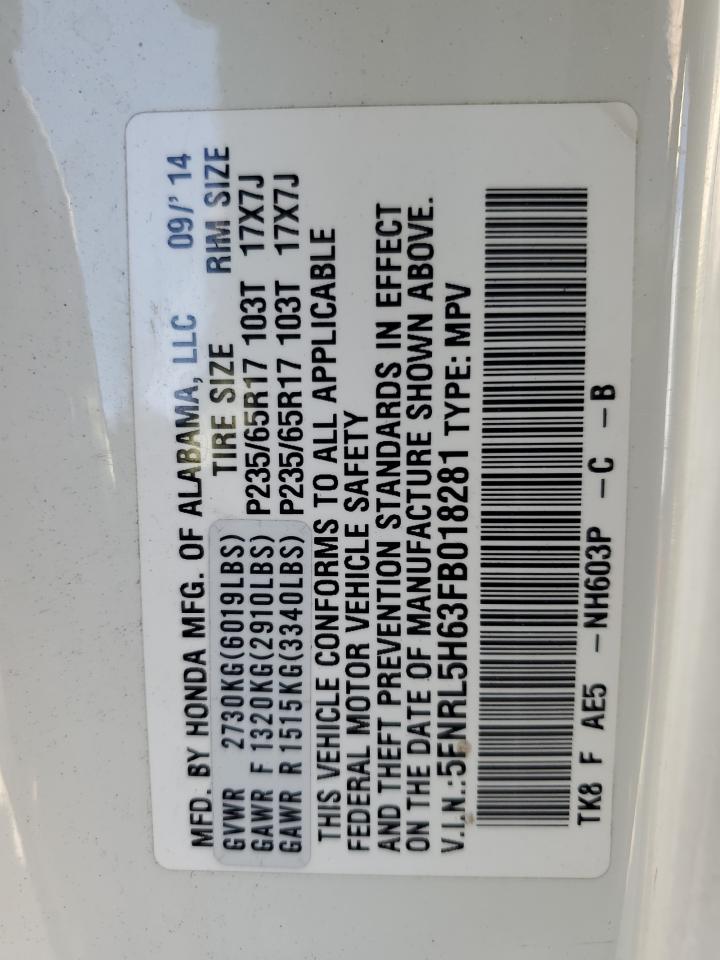 MFD. BY HONDA MFG. OF ALABAMA, LLC 09/' 14
TIRE SIZE RIM SIZE
GVWR 2730KG(6019LBS)
GAWR F 1320KG(2910LBS) P235/65R17 103T 17X7J
GAWR R 1515KG(3340LBS) P235/65R17 103T 17X7J
THIS VEHICLE CONFORMS TO ALL APPLICABLE
FEDERAL MOTOR VEHICLE SAFETY
AND THEFT PREVENTION STANDARDS IN EFFECT
ON THE DATE OF MANUFACTURE SHOWN ABOVE.
V.I.N.:5FNRL5H63FB018281 TYPE: MPV
TK8 F AE5 -NH603P -C -B